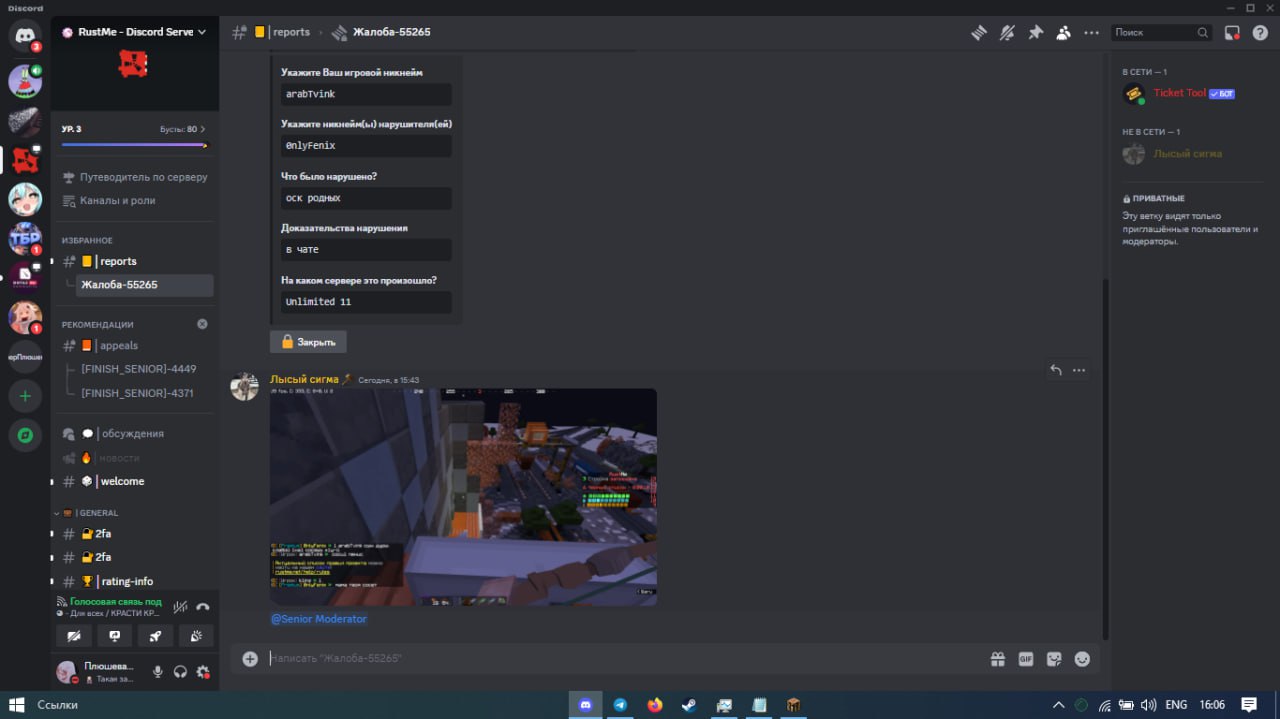 Discord
RustMe - Discord Serve
УР. 3
Бусты: 80
Путеводитель по серверу
Каналы и роли
ИЗБРАННОЕ
| reports
Жалоба-55265
РЕКОМЕНДАЦИИ
| appeals
[FINISH_SENIOR]-4449
[FINISH_SENIOR]-4371
| обсуждения
| новости
| welcome
| GENERAL
2fa
2fa
| rating-info
Голосовая связь под
- Для всех / КРАСТИ КР...
Плюшева...
Такая за...
| reports
Жалоба-55265
Поиск
Укажите Ваш игровой никнейм
arabTvink
Укажите никнейм(ы) нарушителя(ей)
0nlyFenix
Что было нарушено?
оск родных
Доказательства нарушения
в чате
На каком сервере это произошло?
Unlimited 11
Закрыть
Лысый сигма
Сегодня, в 15:43
@Senior Moderator
Написать "Жалоба-55265"
GIF
В СЕТИ — 1
Ticket Tool
БОТ
НЕ В СЕТИ — 1
Лысый сигма
ПРИВАТНЫЕ
Эту ветку видят только
приглашённые пользователи и
модераторы.
Ссылки
ENG
16:06